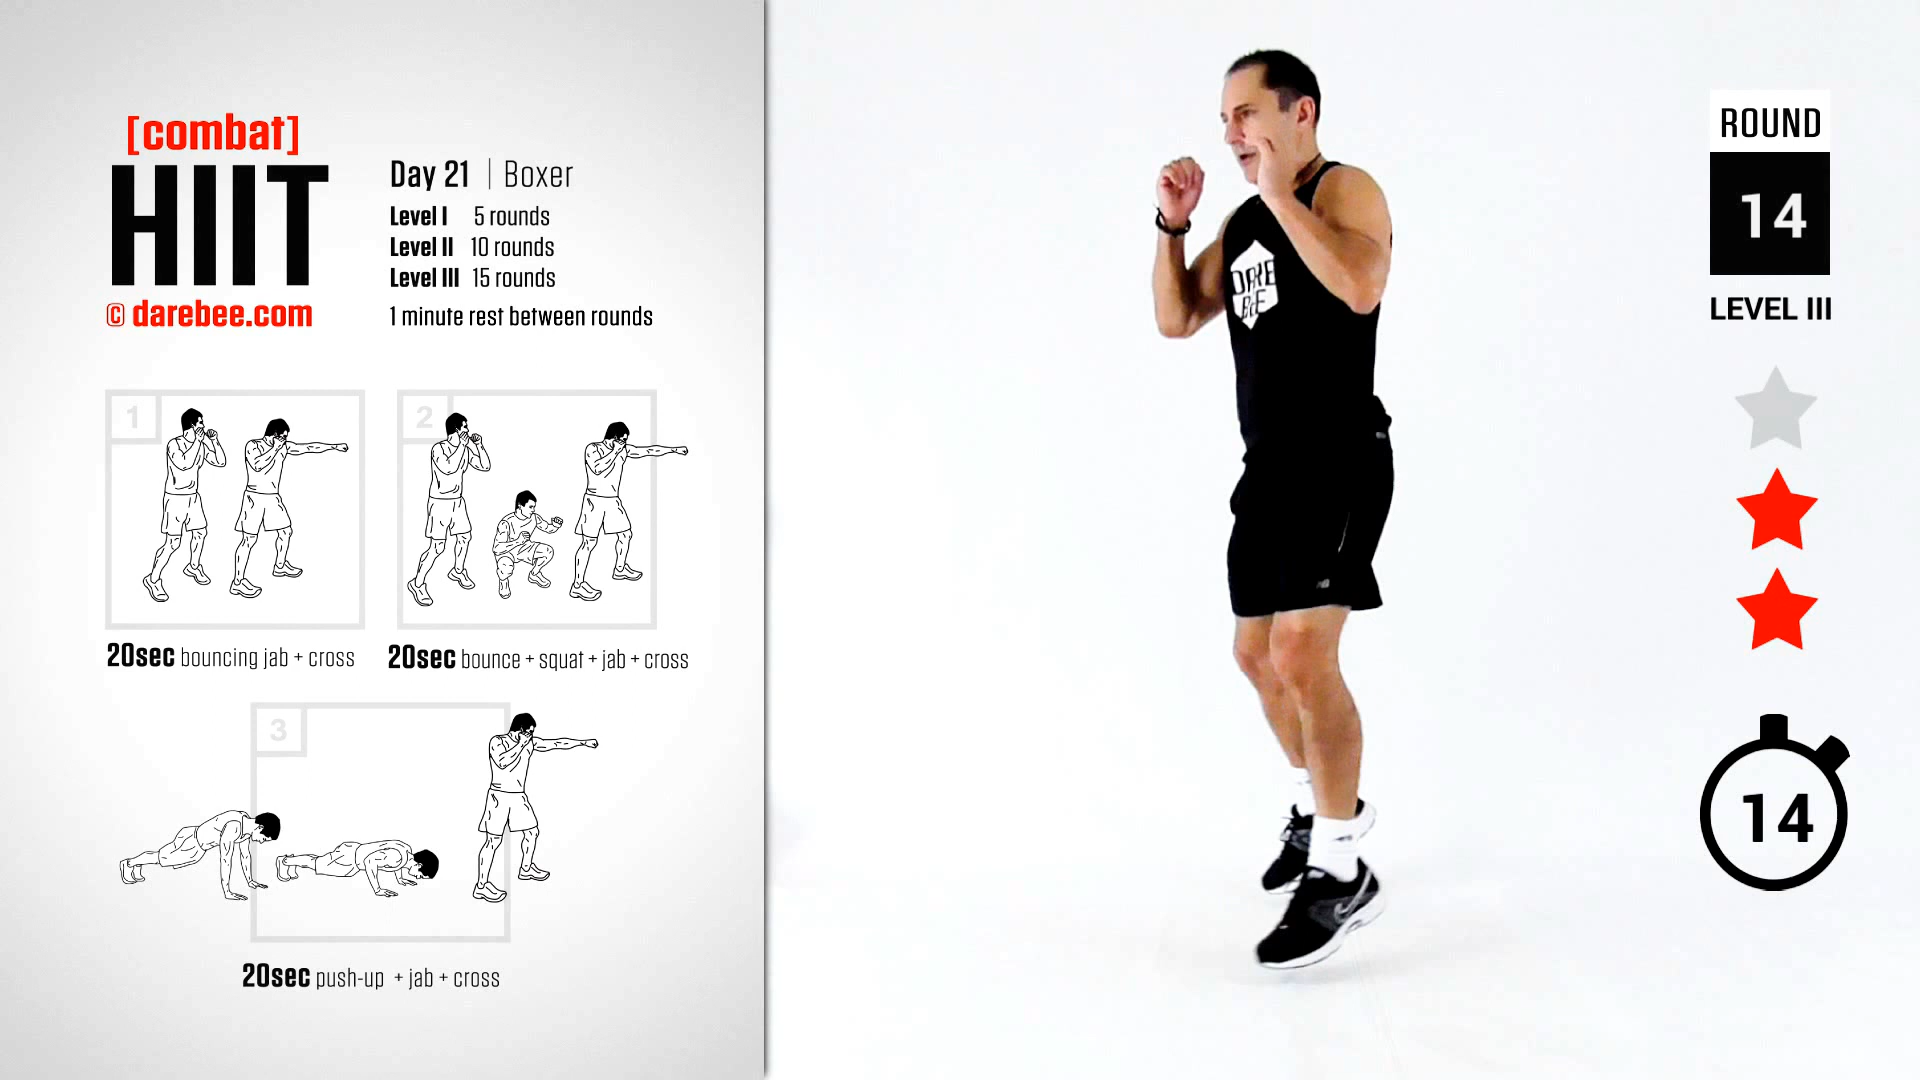 [combat]
HIIT
© darebee.com
Day 21 | Boxer
Level I 5 rounds
Level II 10 rounds
Level III 15 rounds
1 minute rest between rounds
1
2
20sec bouncing jab + cross
20sec bounce + squat + jab + cross
3
20sec push-up + jab + cross
DAREBEE
ROUND
14
LEVEL III
14